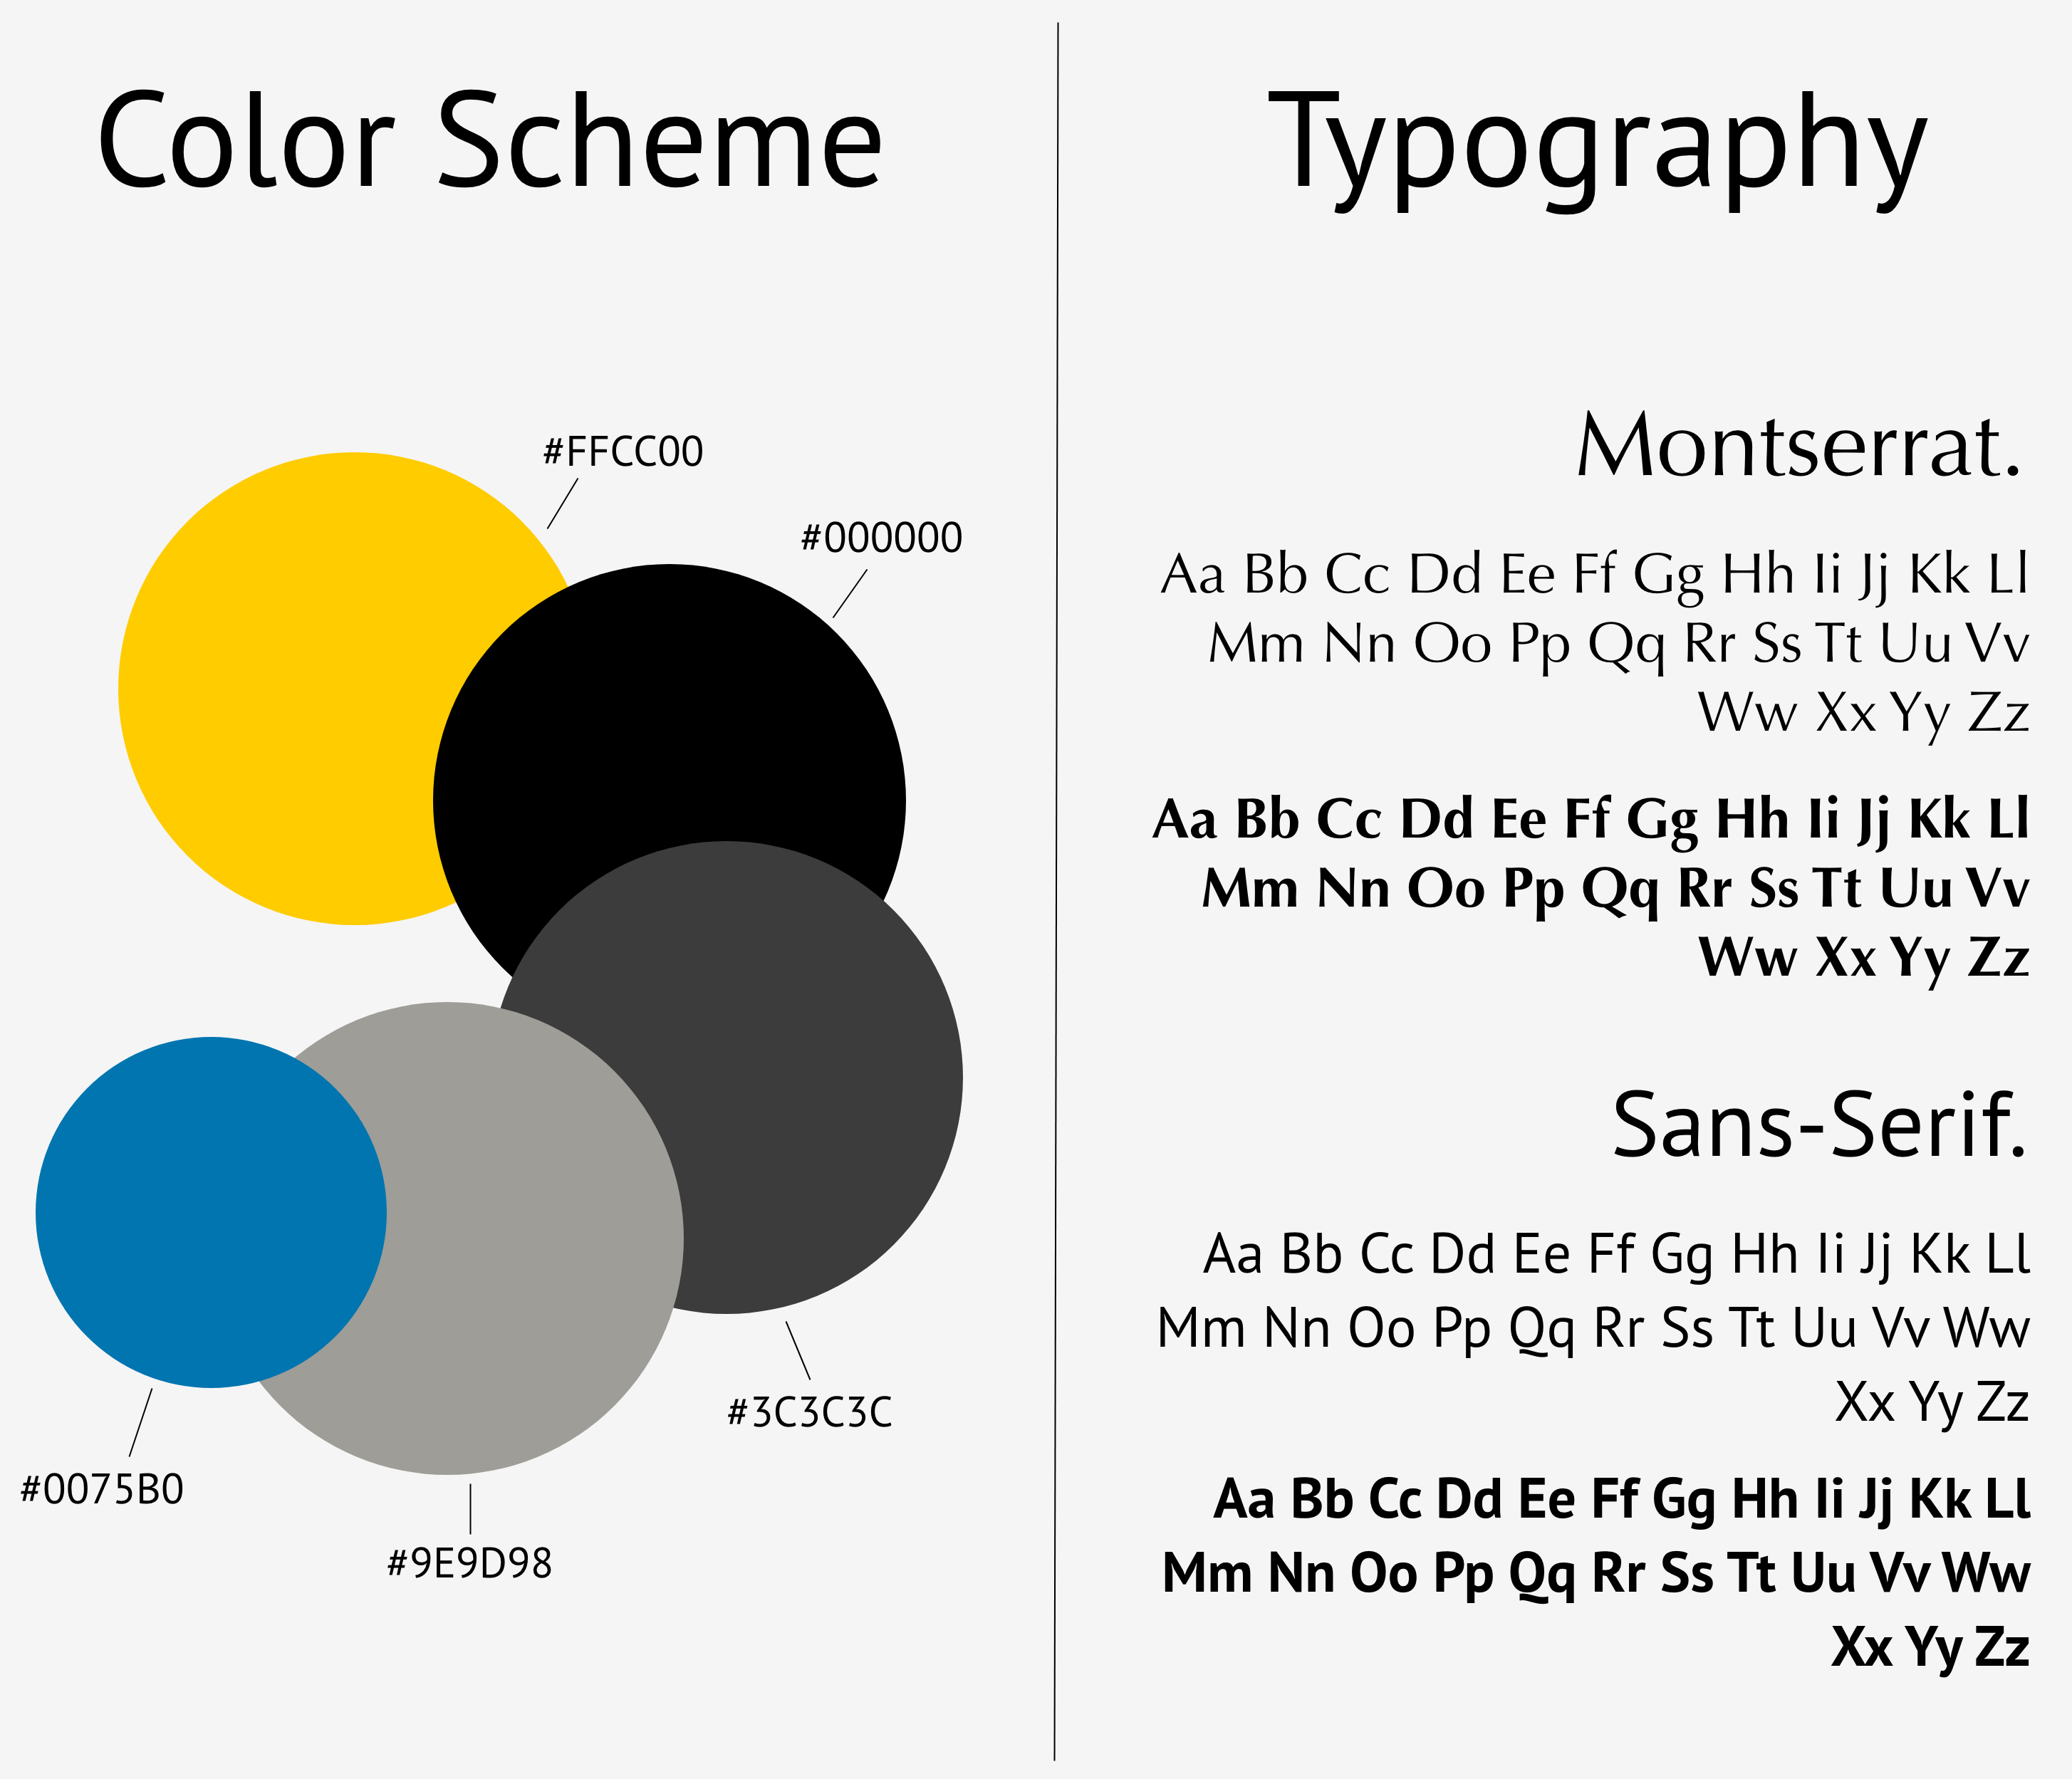 Color Scheme
#FFCC00
#000000
#3C3C3C
#0075B0
#9E9D98
Typography
Montserrat.
Aa Bb Cc Dd Ee Ff Gg Hh Ii Jj Kk Ll
Mm Nn Oo Pp Qq Rr Ss Tt Uu Vv
Ww Xx Yy Zz
Aa Bb Cc Dd Ee Ff Gg Hh Ii Jj Kk Ll
Mm Nn Oo Pp Qq Rr Ss Tt Uu Vv
Ww Xx Yy Zz
Sans-Serif.
Aa Bb Cc Dd Ee Ff Gg Hh Ii Jj Kk Ll
Mm Nn Oo Pp Qq Rr Ss Tt Uu Vv Ww
Xx Yy Zz
Aa Bb Cc Dd Ee Ff Gg Hh Ii Jj Kk Ll
Mm Nn Oo Pp Qq Rr Ss Tt Uu Vv Ww
Xx Yy Zz